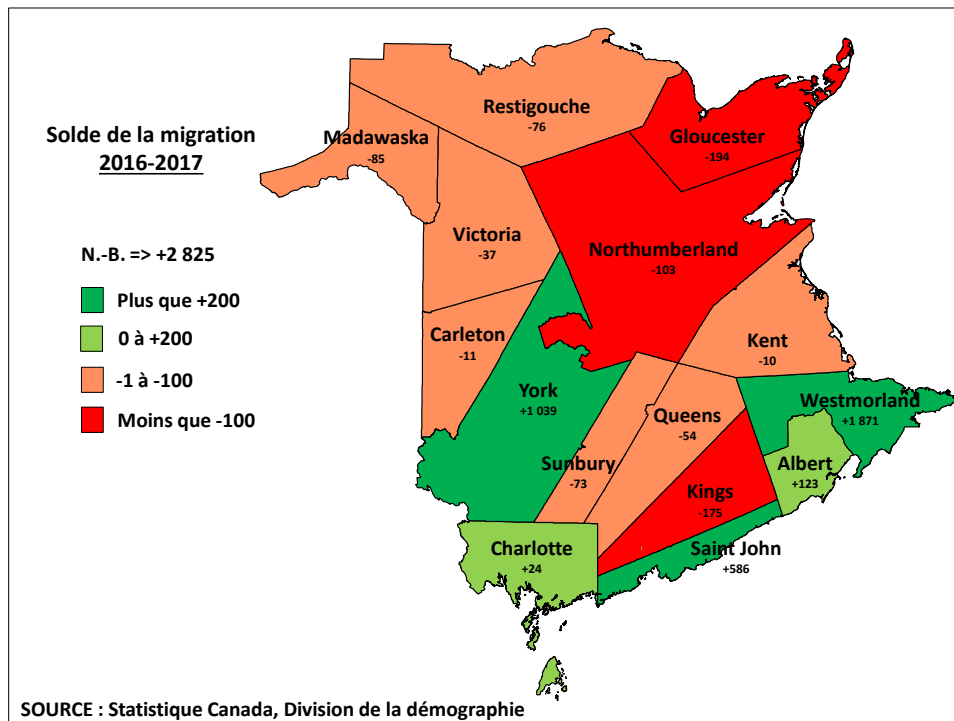 Solde de la migration
2016-2017
N.-B. => +2 825
Plus que +200
0 à +200
-1 à -100
Moins que -100
Restigouche
-76
Gloucester
-194
Madawaska
-85
Victoria
-37
Northumberland
-103
Carleton
-11
Kent
-10
York
+1 039
Westmorland
+1 871
Queens
-54
Sunbury
-73
Albert
+123
Kings
-175
Charlotte
+24
Saint John
+586
SOURCE : Statistique Canada, Division de la démographie